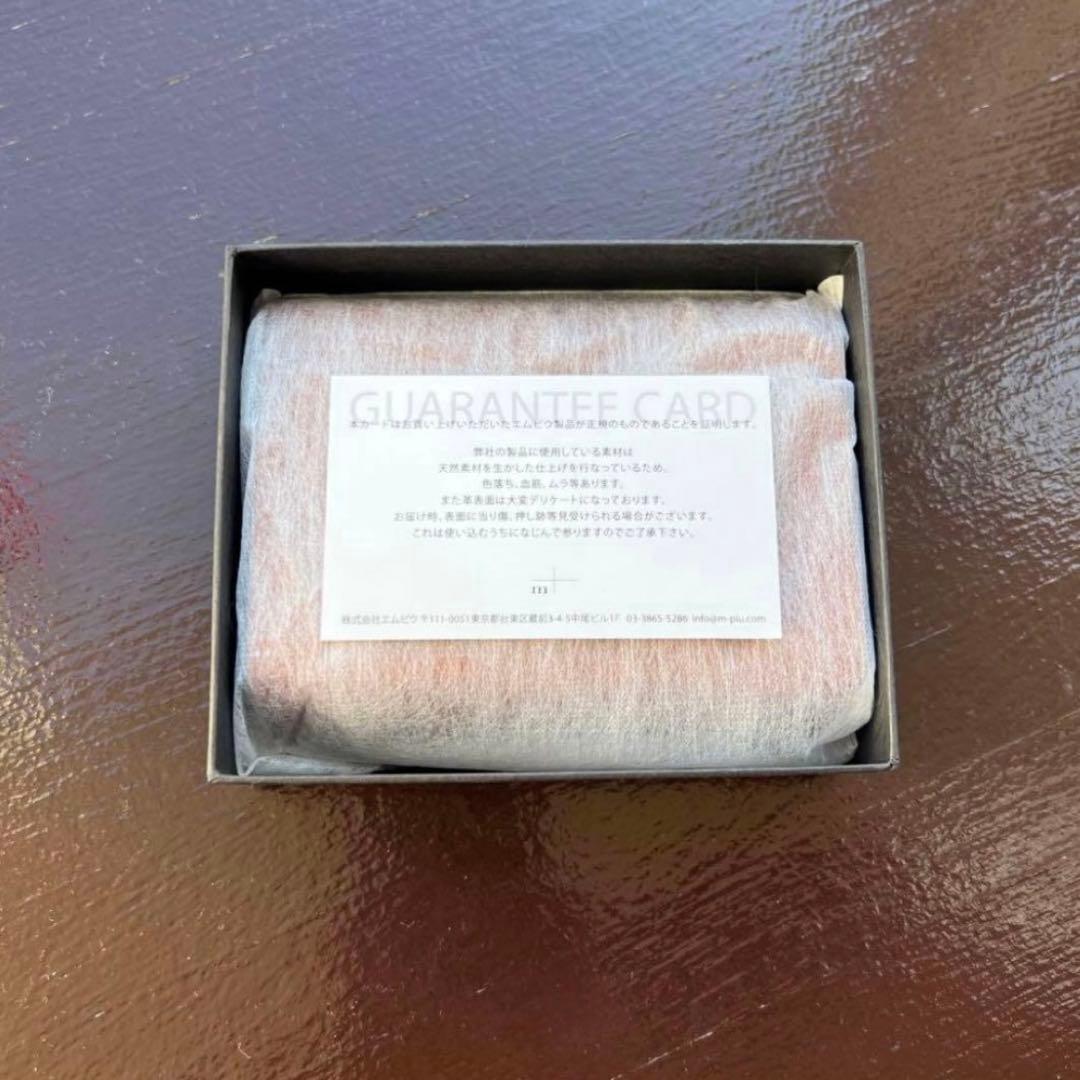 GUARANTEE CARD
本カードはお買い上げいただいたエムピウ製品が正規のものであることを証明します。
弊社の製品に使用している素材は
天然素材を生かした仕上げを行なっているため、
色落ち、血筋、ムラ等あります。
また革表面は大変デリケートになっております。
お届け時、表面に当り傷、押し跡等見受けられる場合がございます。
これは使い込むうちになじんで参りますのでご了承下さい。
m+
株式会社エムピウ 〒111-0051東京都台東区蔵前3-4-5中尾ビル1F 03-3865-5286 info@m-piu.com